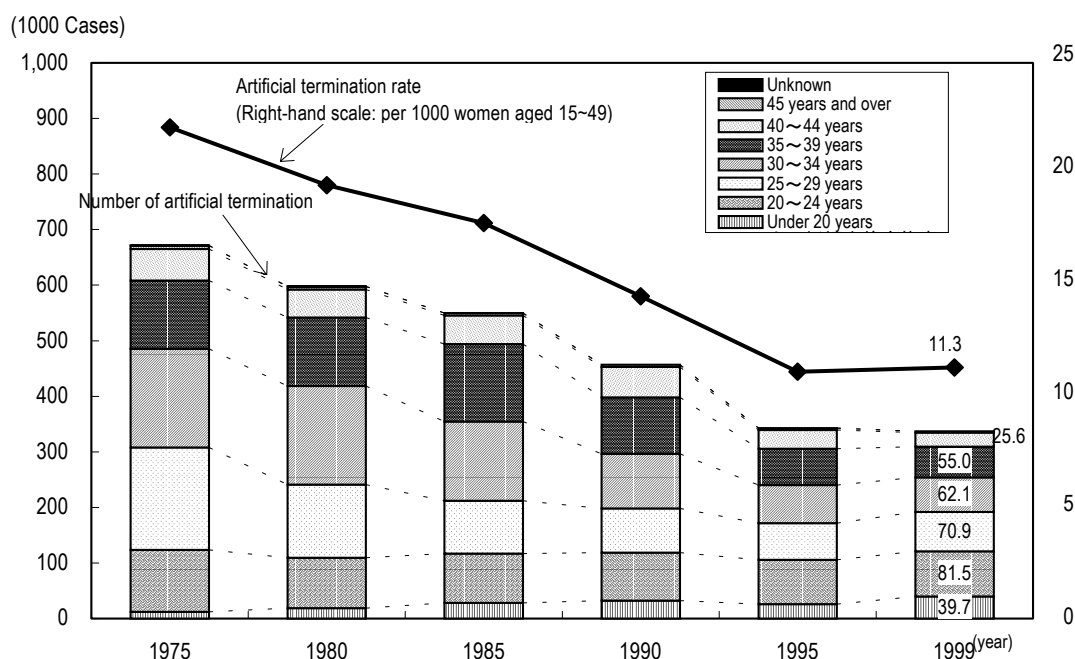 (1000 Cases)
1,000
900
800
700
600
500
400
300
200
100
0
25
20
15
10
5
0
Artificial termination rate
(Right-hand scale: per 1000 women aged 15~49)
Number of artificial termination
Unknown
45 years and over
40～44 years
35～39 years
30～34 years
25～29 years
20～24 years
Under 20 years
11.3
25.6
55.0
62.1
70.9
81.5
39.7
1975
1980
1985
1990
1995
1999
(year)